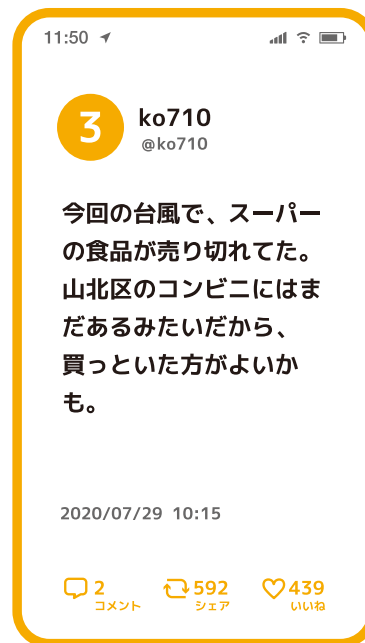 11:50
3
ko710
@ko710
今回の台風で、スーパー
の食品が売り切れてた。
山北区のコンビニにはま
だあるみたいだから、
買っといた方がよいか
も。
2020/07/29 10:15
2 592 439
コメント シェア いいね